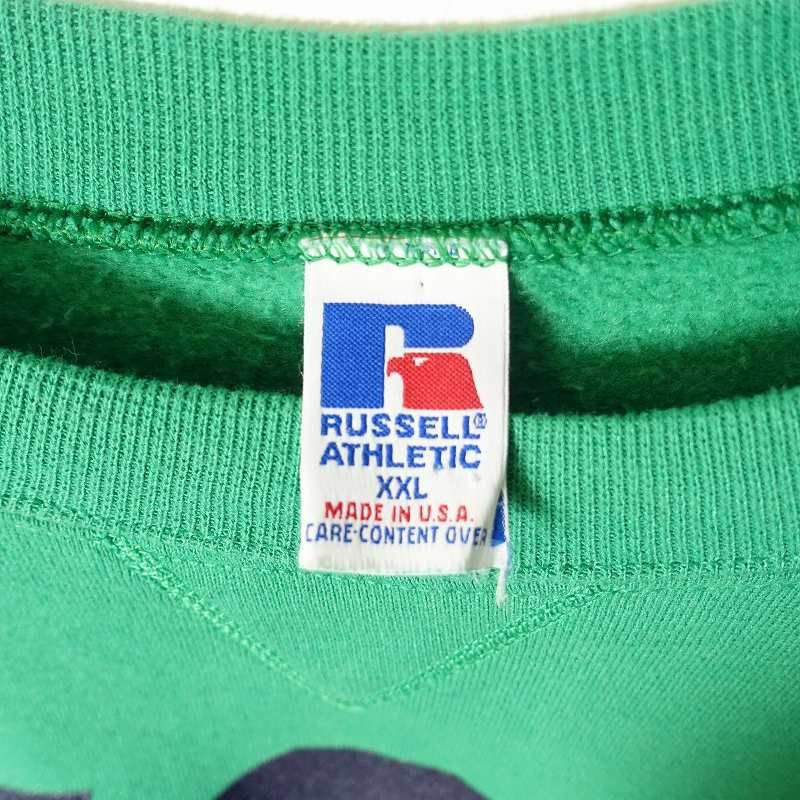 RUSSELL®
ATHLETIC
XXL
MADE IN U.S.A.
CARE-CONTENT OVER